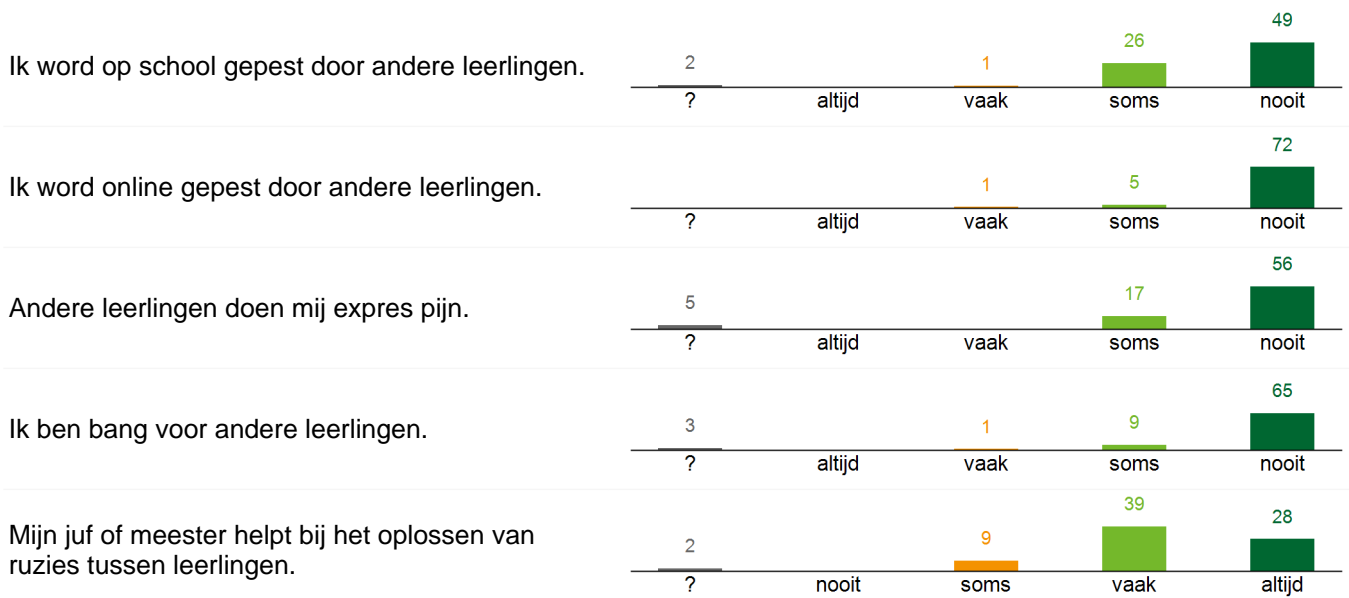 49
26
Ik word op school gepest door andere leerlingen.
2
1
? altijd vaak soms nooit
72
Ik word online gepest door andere leerlingen.
1
5
? altijd vaak soms nooit
56
5
17
Andere leerlingen doen mij expres pijn.
? altijd vaak soms nooit
65
Ik ben bang voor andere leerlingen.
3
1
9
? altijd vaak soms nooit
39
28
Mijn juf of meester helpt bij het oplossen van
ruzies tussen leerlingen.
2
9
? nooit soms vaak altijd